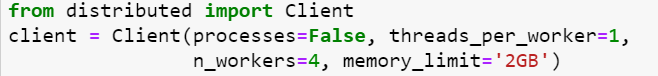 from distributed import Client
client = Client(processes=False, threads_per_worker=1,
                n_workers=4, memory_limit='2GB')